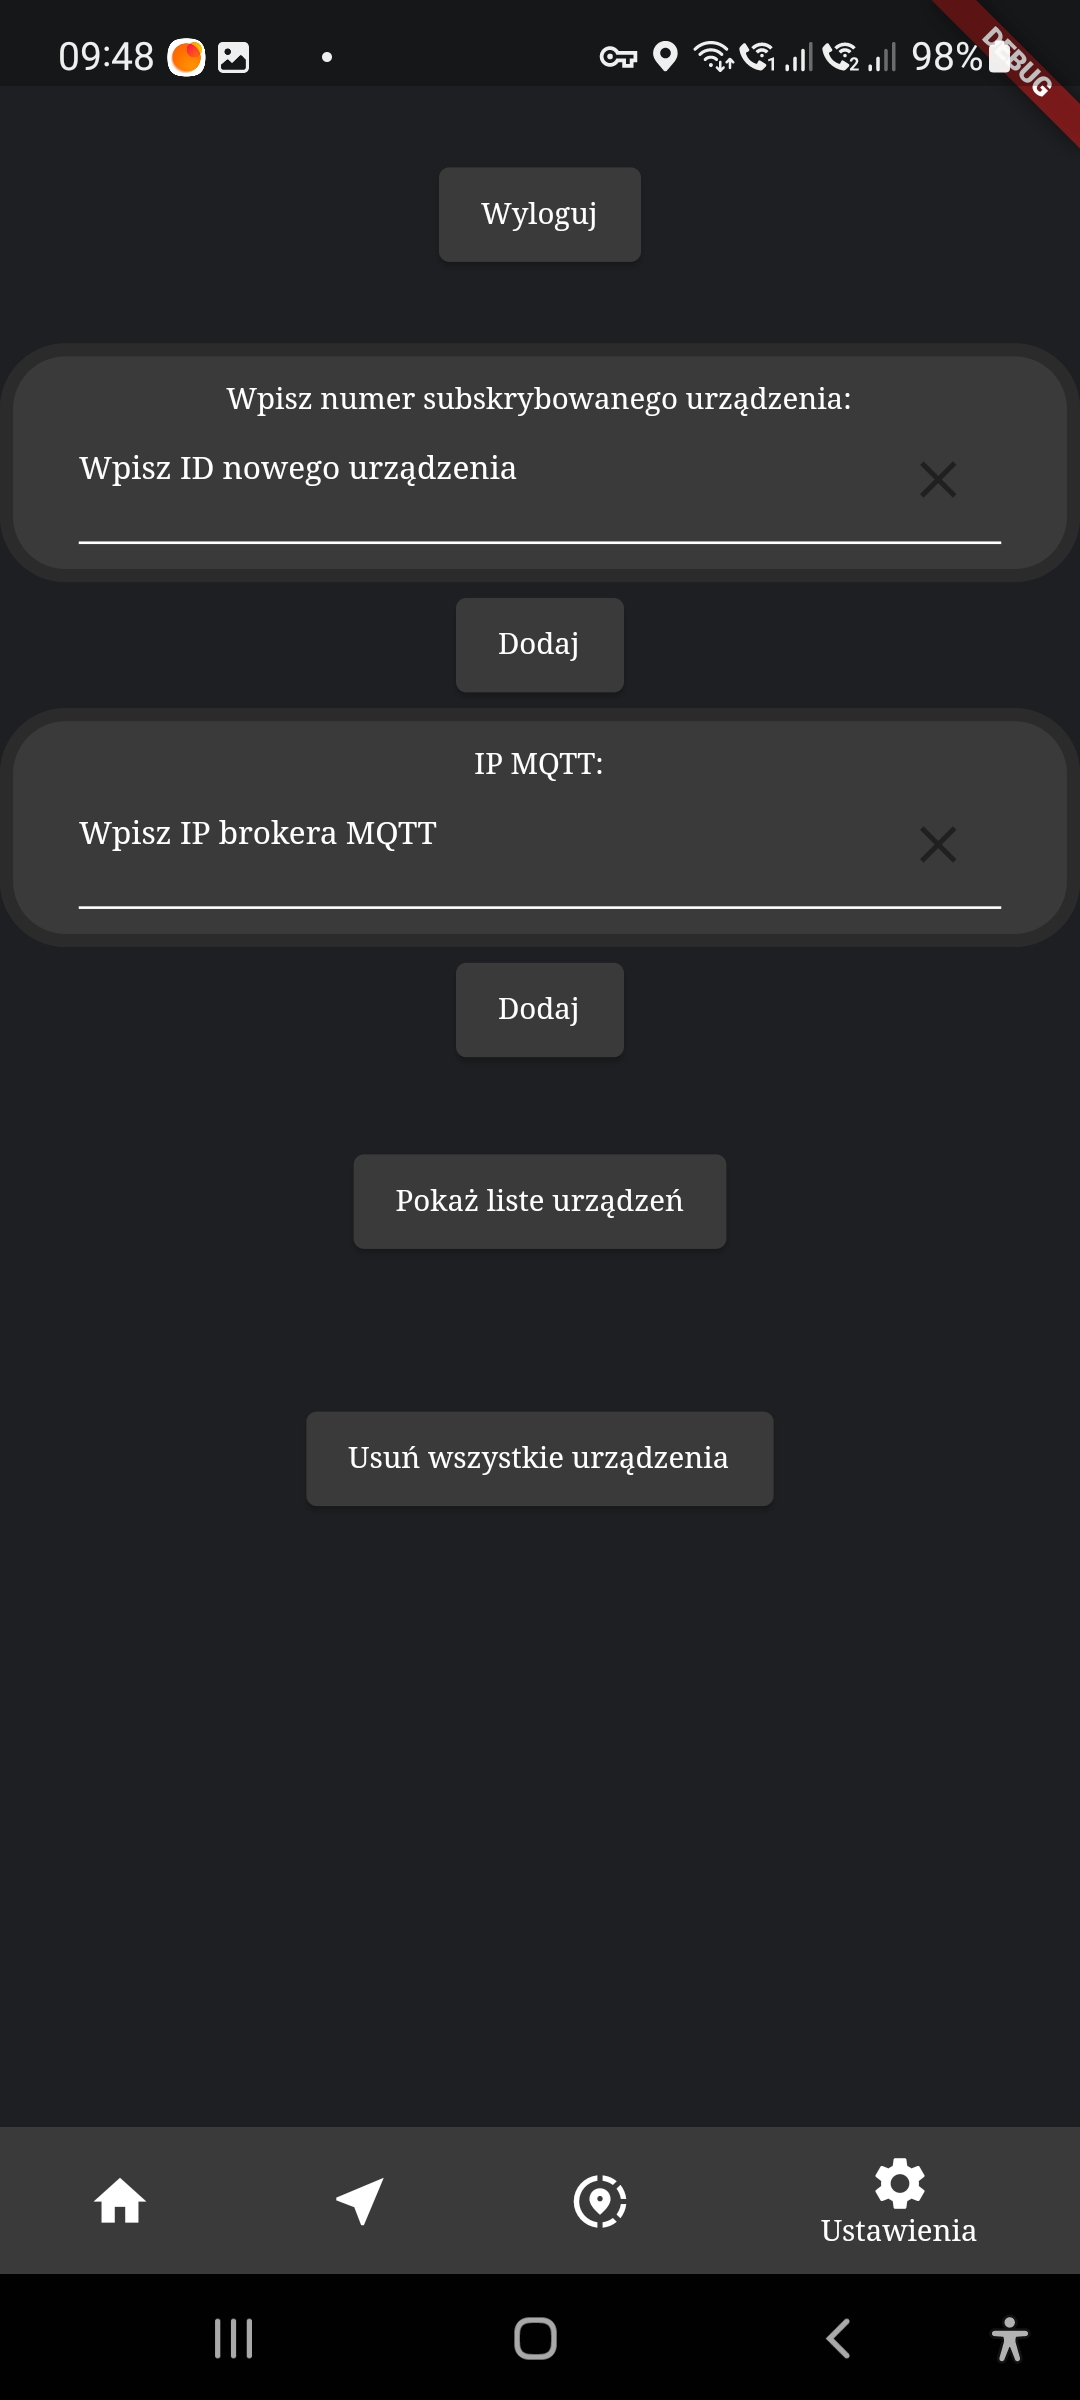 09:48
98%
DEBUG
Wyloguj
Wpisz numer subskrybowanego urządzenia:
Wpisz ID nowego urządzenia
Dodaj
IP MQTT:
Wpisz IP brokera MQTT
Dodaj
Pokaż liste urządzeń
Usuń wszystkie urządzenia
Ustawienia